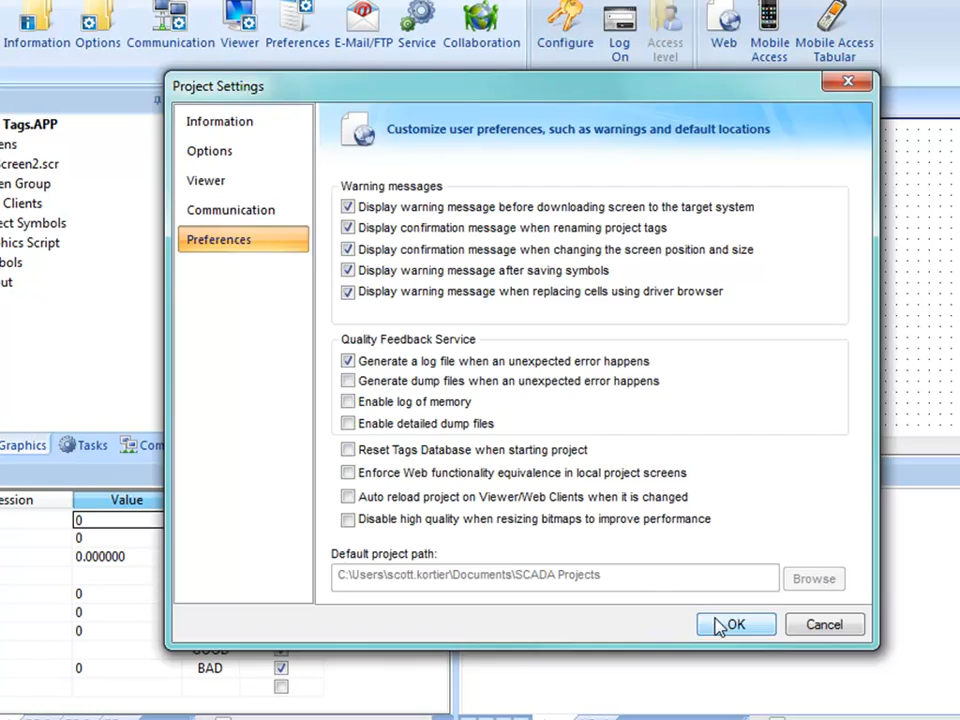 Information Options Communication Viewer Preferences E-Mail/FTP Service Collaboration Configure Log On Access level Web Mobile Access Mobile Access Tabular
Project Settings
Tags.APP
Screen2.scr
Group
Clients
Symbols
Script
Information
Options
Viewer
Communication
Preferences
Customize user preferences, such as warnings and default locations
Warning messages
Display warning message before downloading screen to the target system
Display confirmation message when renaming project tags
Display confirmation message when changing the screen position and size
Display warning message after saving symbols
Display warning message when replacing cells using driver browser
Quality Feedback Service
Generate a log file when an unexpected error happens
Generate dump files when an unexpected error happens
Enable log of memory
Enable detailed dump files
Reset Tags Database when starting project
Enforce Web functionality equivalence in local project screens
Auto reload project on Viewer/Web Clients when it is changed
Disable high quality when resizing bitmaps to improve performance
Default project path:
C:\Users\scott.kortier\Documents\SCADA Projects
Browse
OK Cancel
Graphics Tasks Com
ession Value
0
0
0.000000
0
0
0
0 BAD